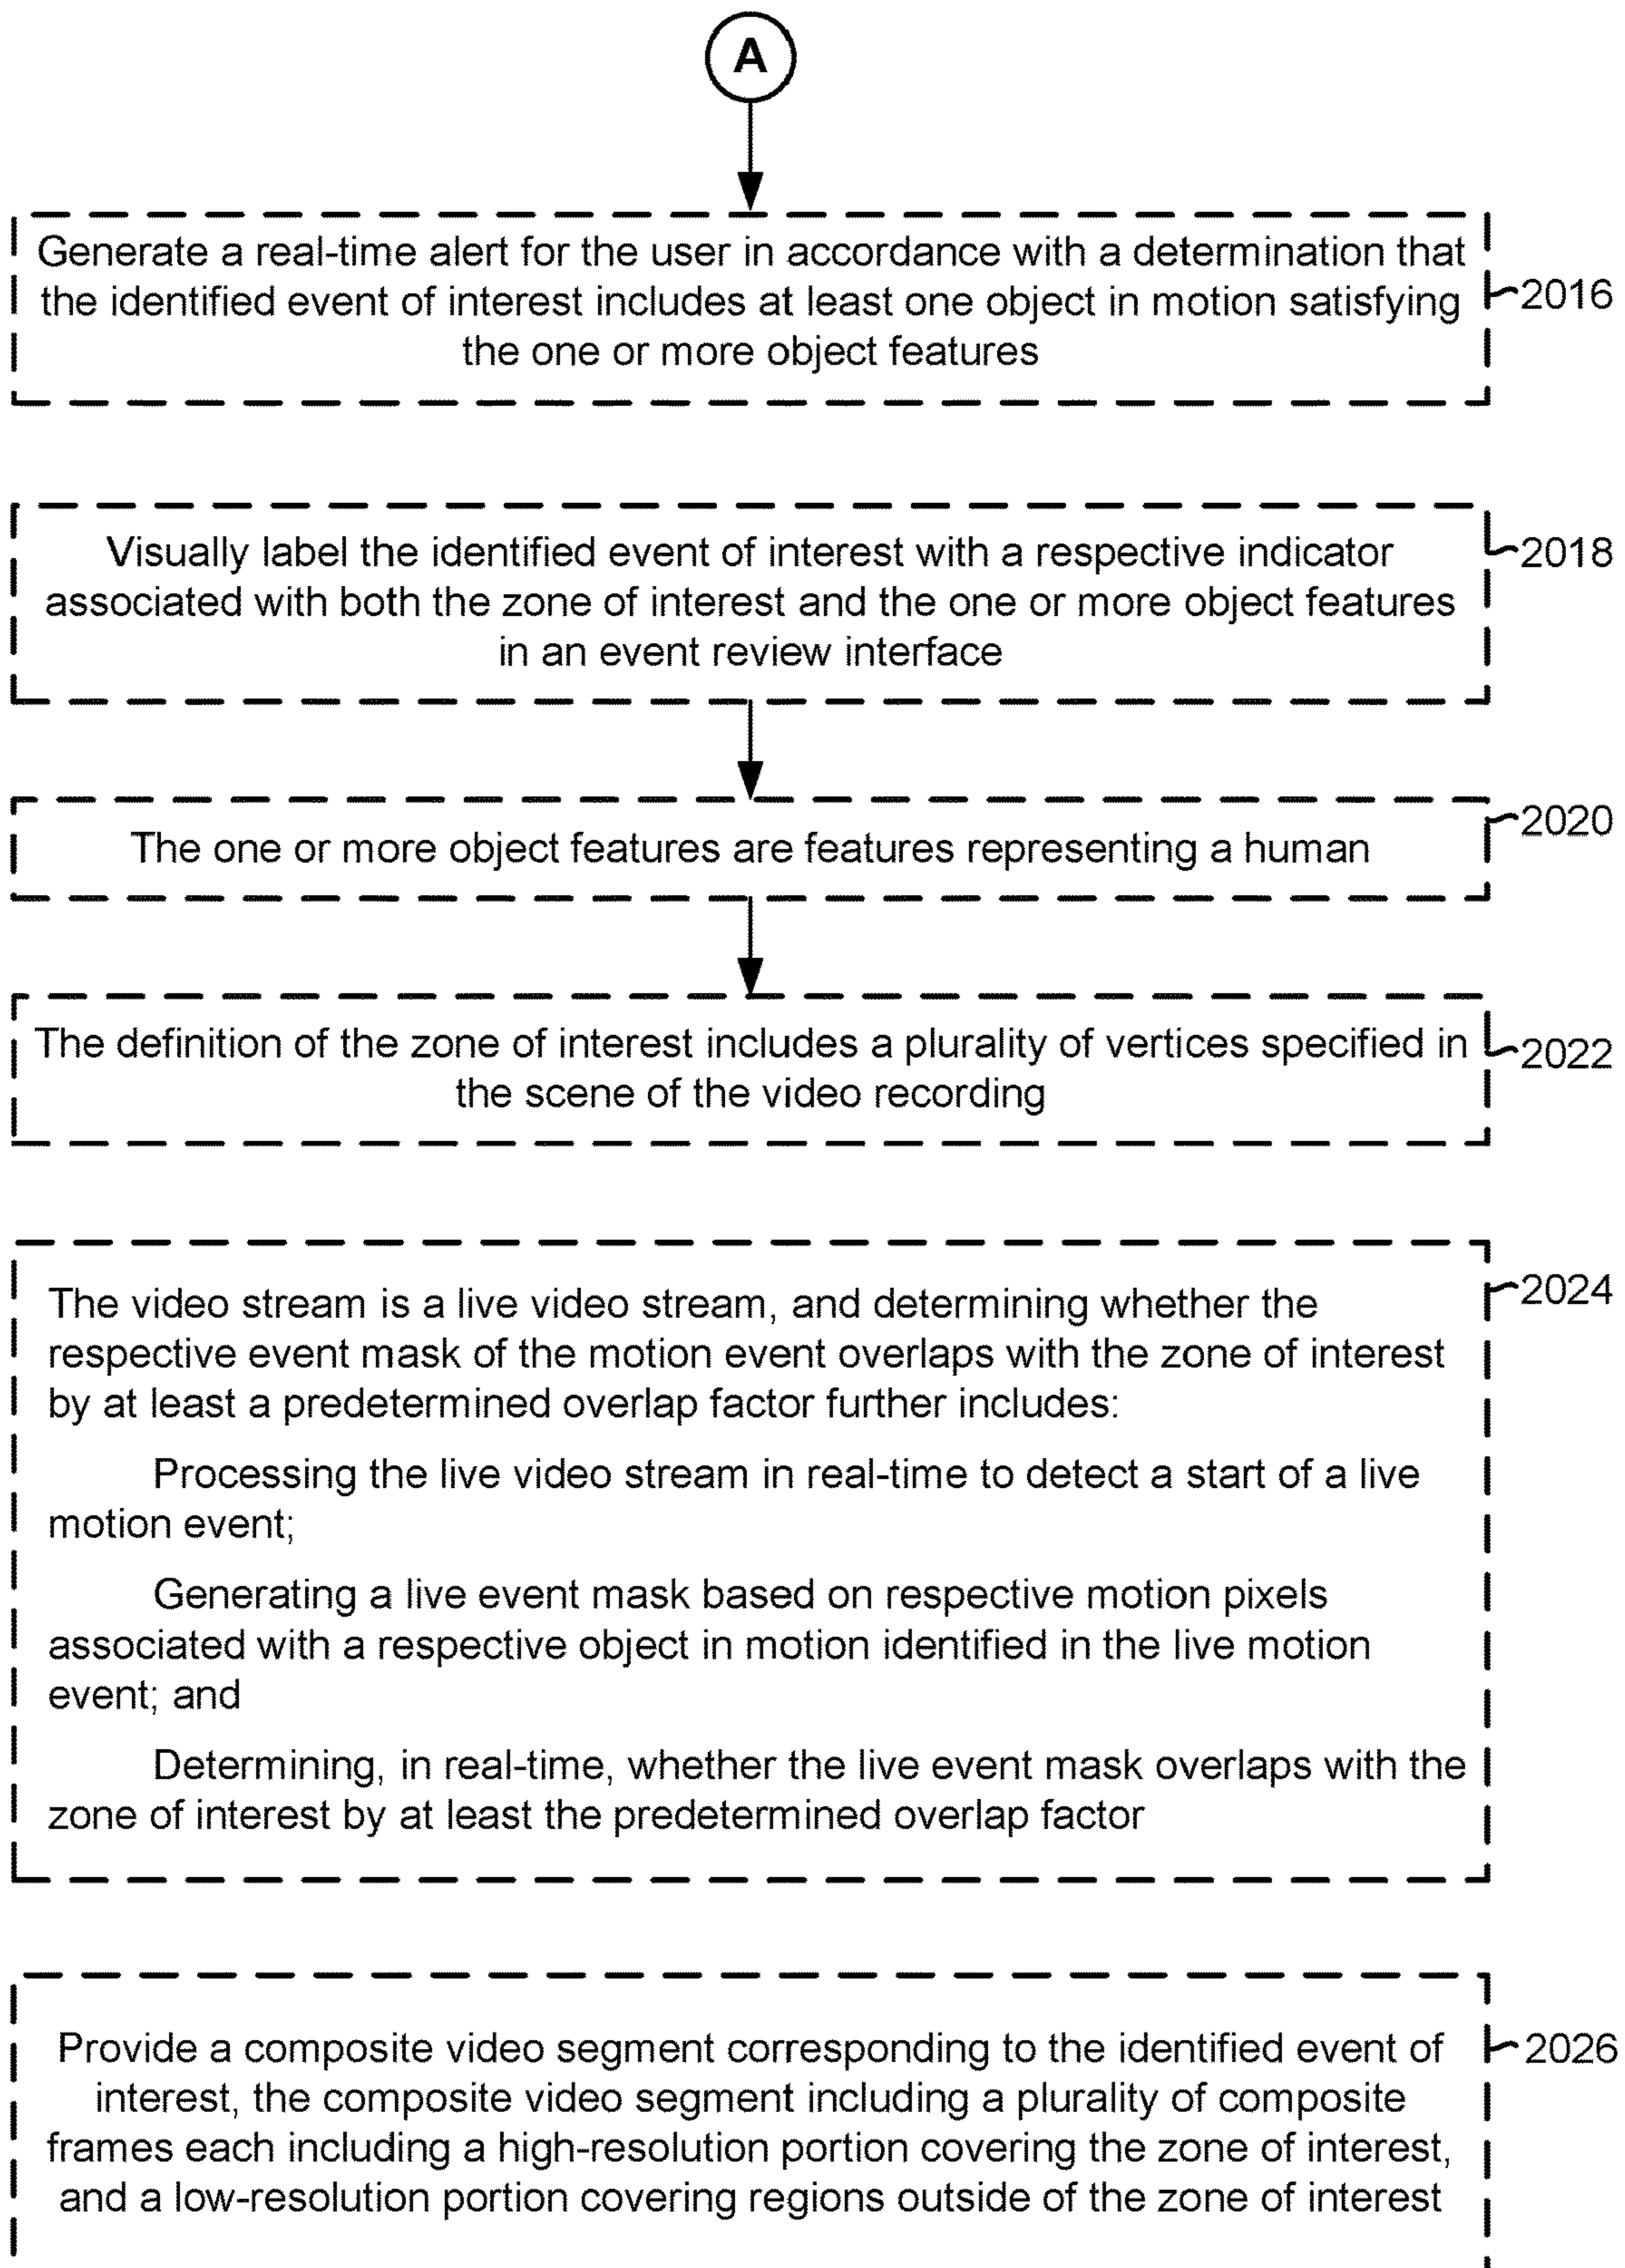 A
Generate a real-time alert for the user in accordance with a determination that
the identified event of interest includes at least one object in motion satisfying
the one or more object features
2016
Visually label the identified event of interest with a respective indicator
associated with both the zone of interest and the one or more object features
in an event review interface
2018
The one or more object features are features representing a human
2020
The definition of the zone of interest includes a plurality of vertices specified in
the scene of the video recording
2022
The video stream is a live video stream, and determining whether the
respective event mask of the motion event overlaps with the zone of interest
by at least a predetermined overlap factor further includes:
Processing the live video stream in real-time to detect a start of a live
motion event;
Generating a live event mask based on respective motion pixels
associated with a respective object in motion identified in the live motion
event; and
Determining, in real-time, whether the live event mask overlaps with the
zone of interest by at least the predetermined overlap factor
2024
Provide a composite video segment corresponding to the identified event of
interest, the composite video segment including a plurality of composite
frames each including a high-resolution portion covering the zone of interest,
and a low-resolution portion covering regions outside of the zone of interest
2026